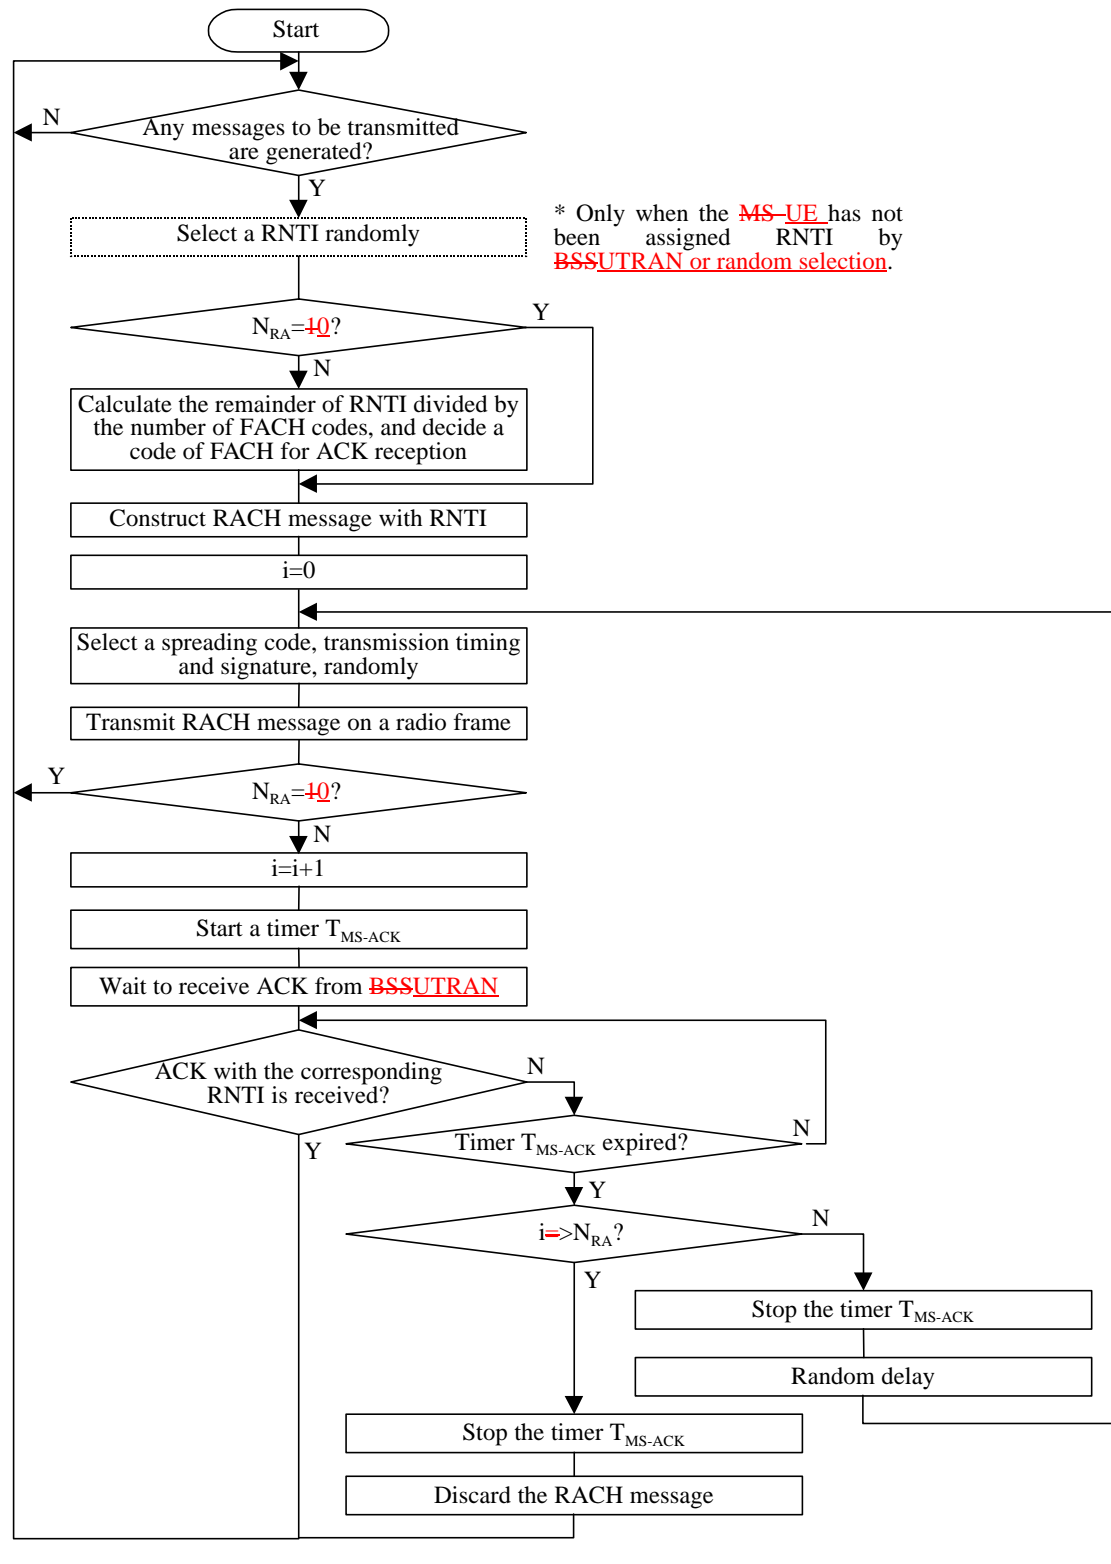 Start
N
Any messages to be transmitted
are generated?
Y
* Only when the MS UE has not
been assigned RNTI by
BSSUTRAN or random selection.
Select a RNTI randomly
NRA=10?
Y
N
Calculate the remainder of RNTI divided by
the number of FACH codes, and decide a
code of FACH for ACK reception
Construct RACH message with RNTI
i=0
Select a spreading code, transmission timing
and signature, randomly
Transmit RACH message on a radio frame
Y
NRA=10?
N
i=i+1
Start a timer TMS-ACK
Wait to receive ACK from BSSUTRAN
ACK with the corresponding
RNTI is received?
N
Y
Timer TMS-ACK expired?
N
Y
i=>NRA?
N
Y
Stop the timer TMS-ACK
Random delay
Stop the timer TMS-ACK
Discard the RACH message